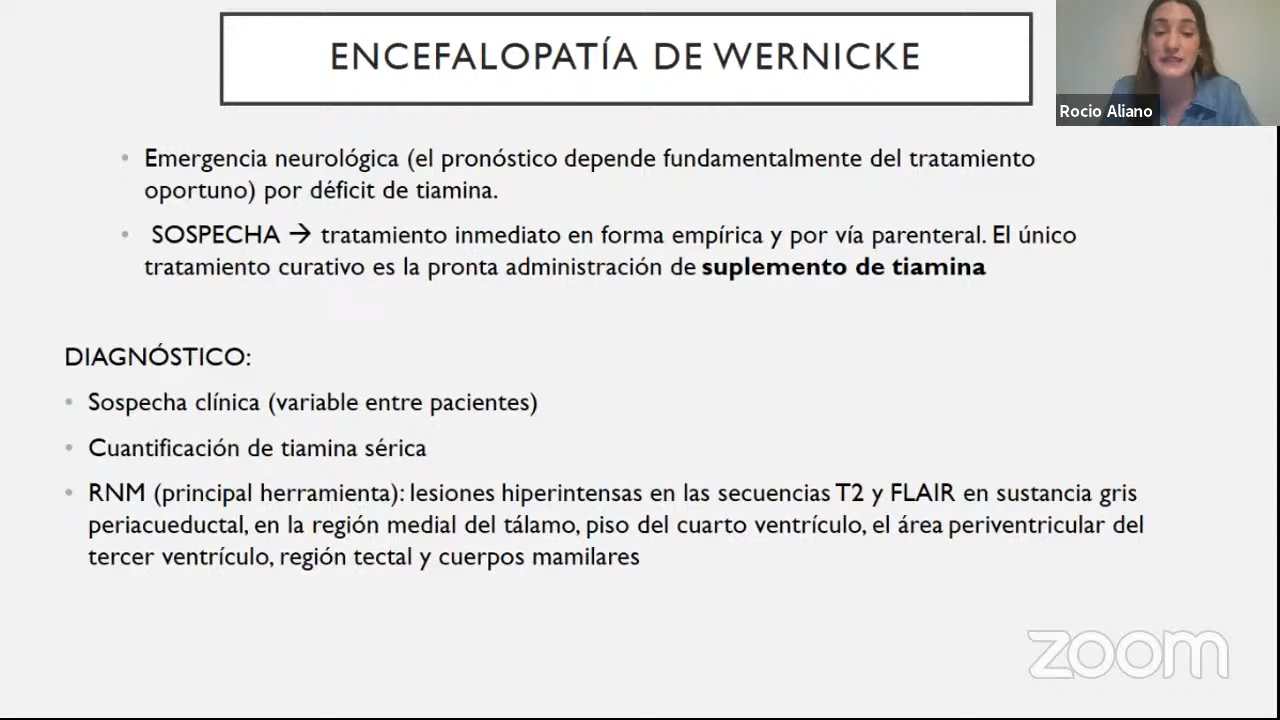 ENCEFALOPATÍA DE WERNICKE
Rocio Aliano
• Emergencia neurológica (el pronóstico depende fundamentalmente del tratamiento
oportuno) por déficit de tiamina.
• SOSPECHA → tratamiento inmediato en forma empírica y por vía parenteral. El único
tratamiento curativo es la pronta administración de suplemento de tiamina
DIAGNÓSTICO:
• Sospecha clínica (variable entre pacientes)
• Cuantificación de tiamina sérica
• RNM (principal herramienta): lesiones hiperintensas en las secuencias T2 y FLAIR en sustancia gris
periacueductal, en la región medial del tálamo, piso del cuarto ventrículo, el área periventricular del
tercer ventrículo, región tectal y cuerpos mamilares
zoom